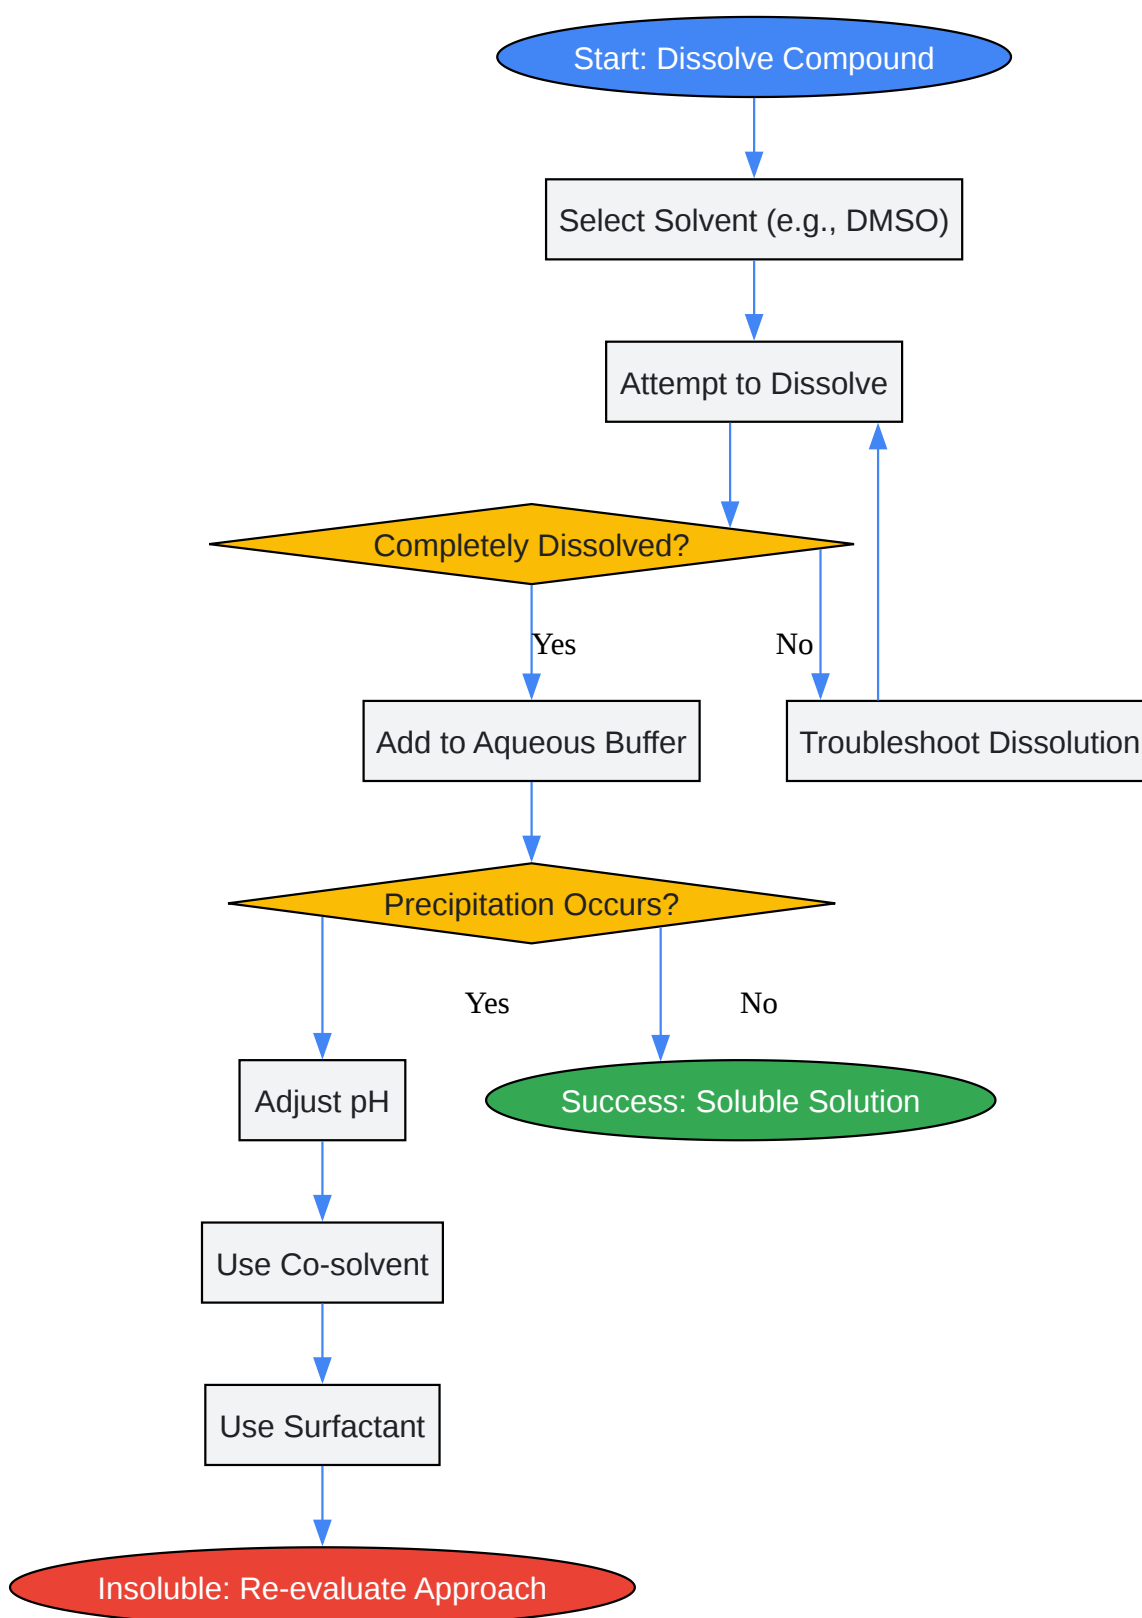 Start: Dissolve Compound
Select Solvent (e.g., DMSO)
Attempt to Dissolve
Completely Dissolved?
Yes
No
Add to Aqueous Buffer
Troubleshoot Dissolution
Precipitation Occurs?
Yes
No
Adjust pH
Success: Soluble Solution
Use Co-solvent
Use Surfactant
Insoluble: Re-evaluate Approach